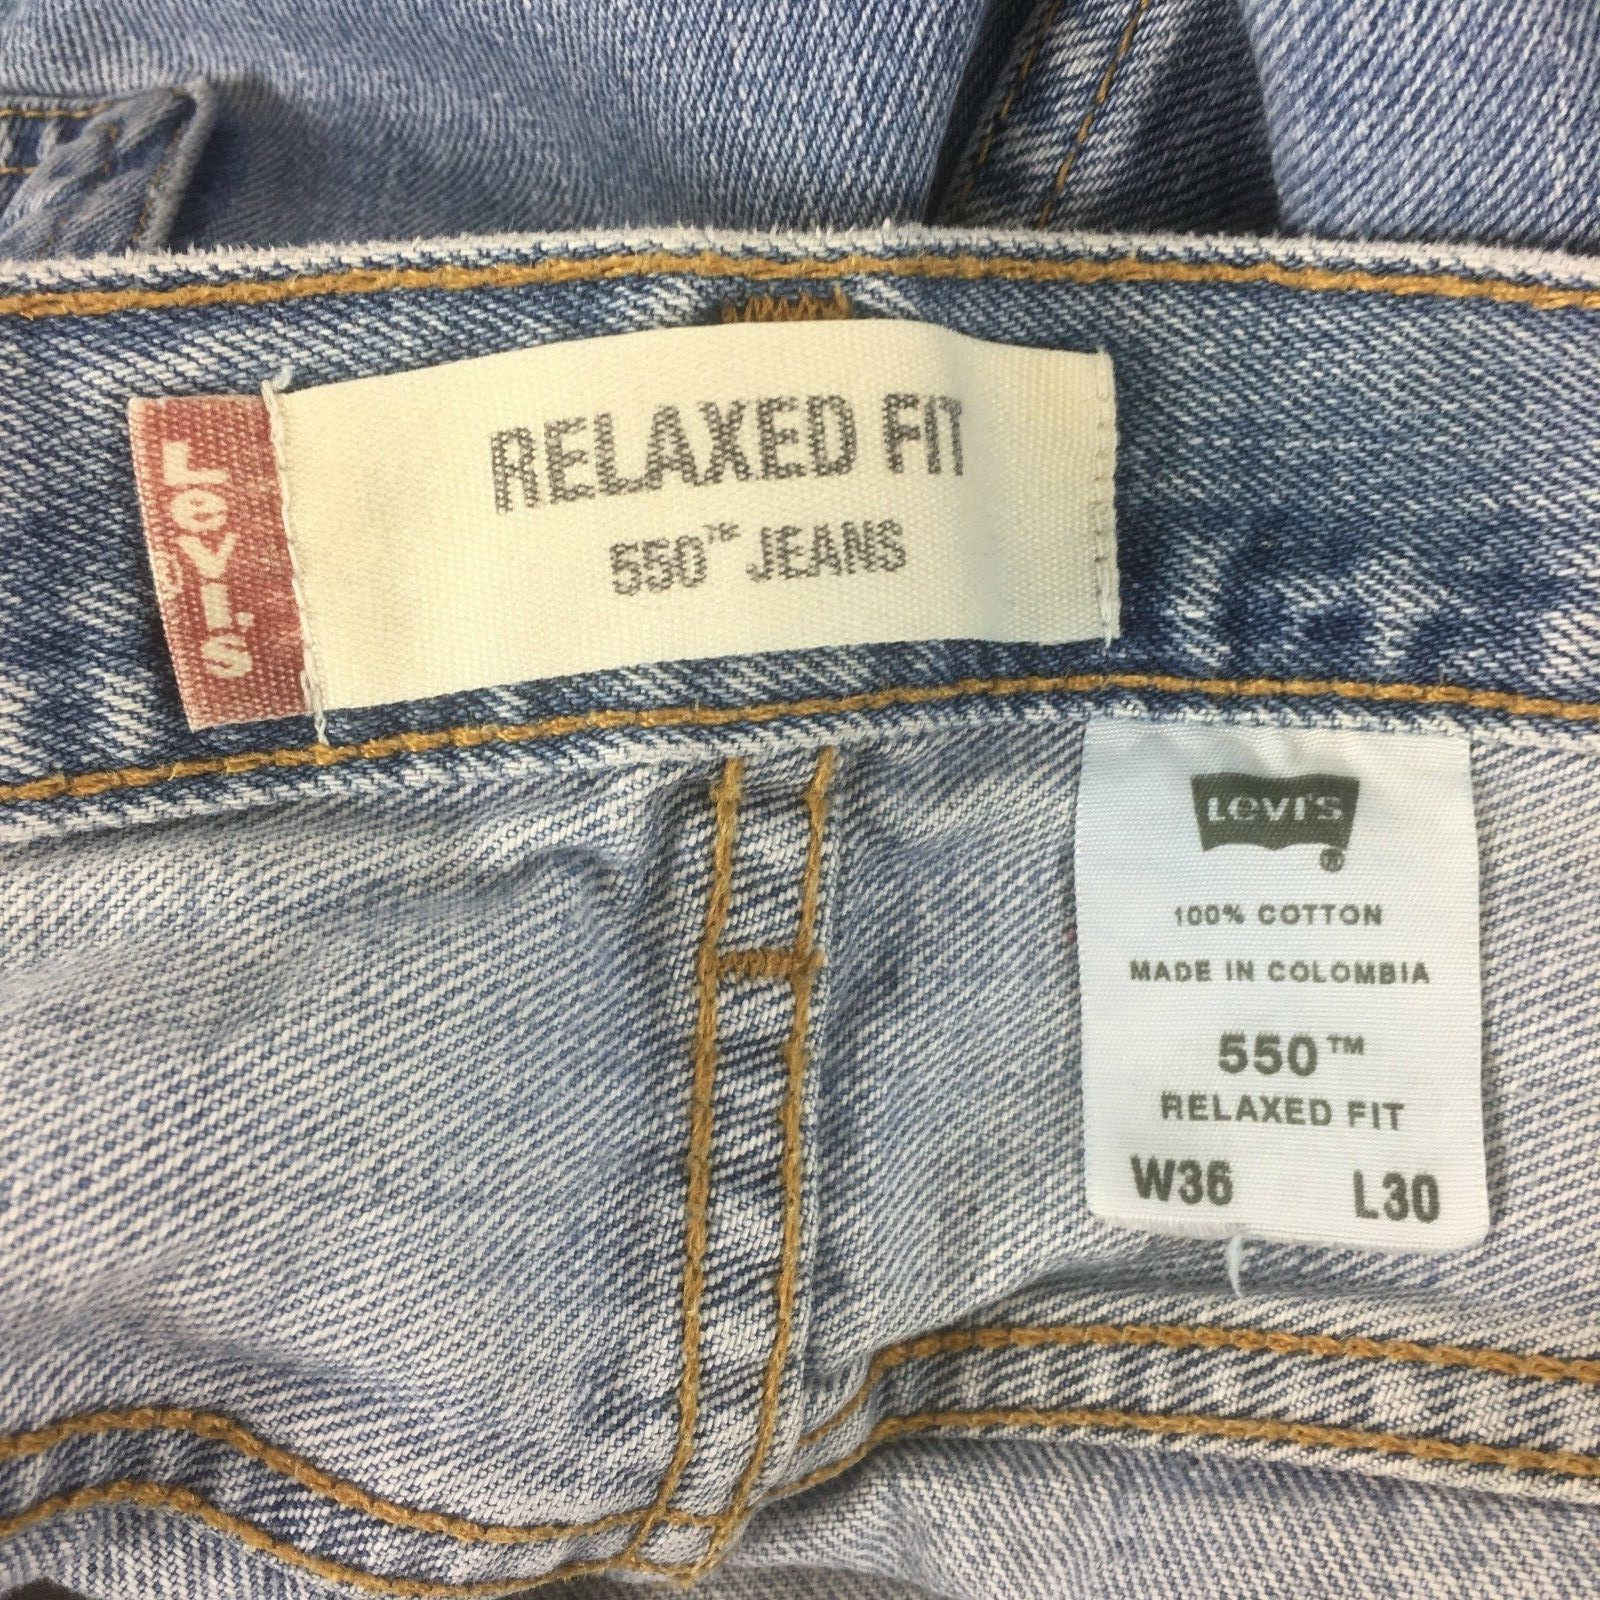 Levi's
RELAXED FIT
550™ JEANS
LEVI'S
®
100% COTTON
MADE IN COLOMBIA
550™
RELAXED FIT
W36 L30